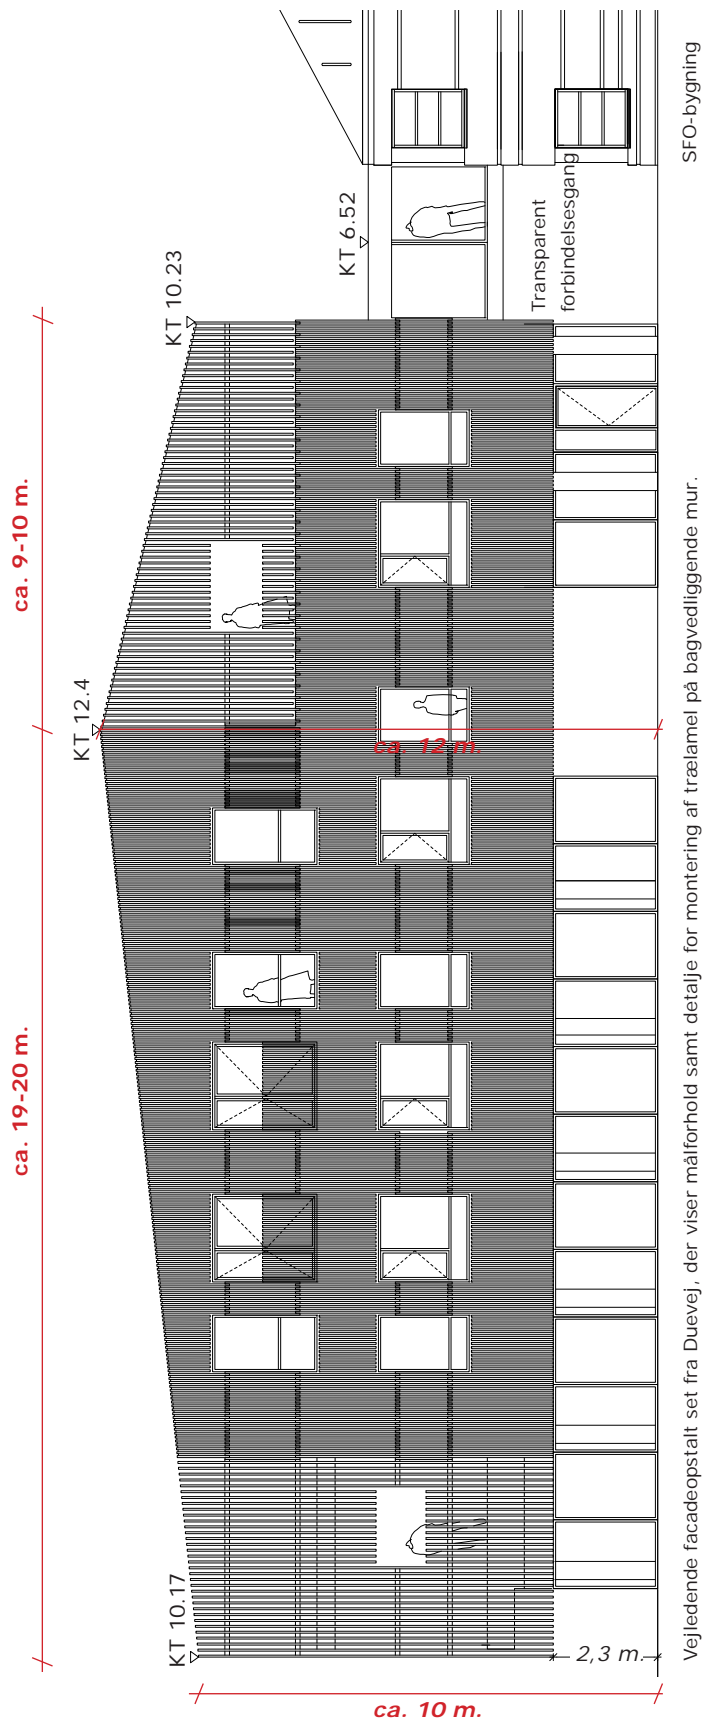 SFO-bygning
Transparent
forbindelsesgang
KT 6.52
KT 10.23
ca. 9-10 m.
KT 12.4
ca. 12 m.
ca. 19-20 m.
KT 10.17
2,3 m.
ca. 10 m.
Vejledende facadeopstalt set fra Duevej, der viser målforhold samt detalje for montering af trælamel på bagvedliggende mur.